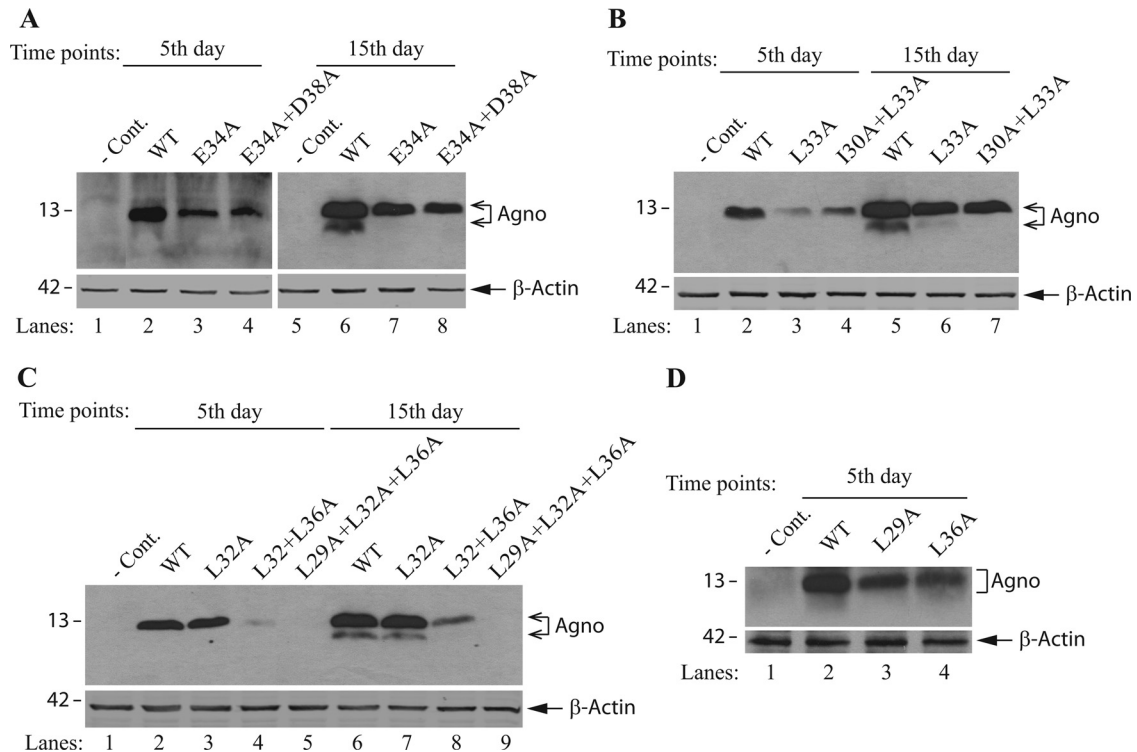 A
Time points: 5th day 15th day
- Cont. WT E34A E34A+D38A - Cont. WT E34A E34A+D38A
13 – Agno
42 – β-Actin
Lanes: 1 2 3 4 5 6 7 8
B
Time points: 5th day 15th day
- Cont. WT L33A I30A+L33A WT L33A I30A+L33A
13 – Agno
42 – β-Actin
Lanes: 1 2 3 4 5 6 7
C
Time points: 5th day 15th day
- Cont. WT L32A L32+L36A L29A+L32A+L36A WT L32A L32+L36A L29A+L32A+L36A
13 – Agno
42 – β-Actin
Lanes: 1 2 3 4 5 6 7 8 9
D
Time points: 5th day
- Cont. WT L29A L36A
13 – Agno
42 – β-Actin
Lanes: 1 2 3 4